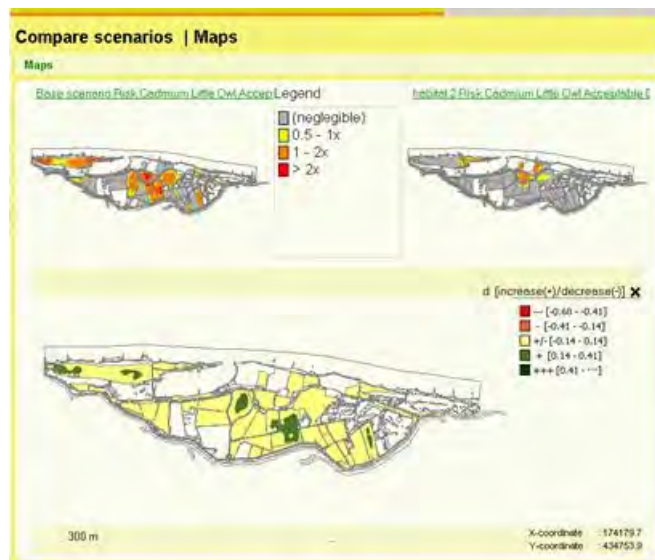 Compare scenarios | Maps
Maps
Base scenario Risk Cadmium Little Owl Accep
Legend
habitat 2 Risk Cadmium Little Owl Acceptable D
(neglegible)
0.5 - 1x
1 - 2x
> 2x
d [increase(+)/decrease(-)]
-- [-0.68 - -0.41]
- [-0.41 - -0.14]
+/- [-0.14 - 0.14]
+ [0.14 - 0.41]
+++ [0.41 - ---]
300 m
X-coordinate : 174179.7
Y-coordinate : 434753.9